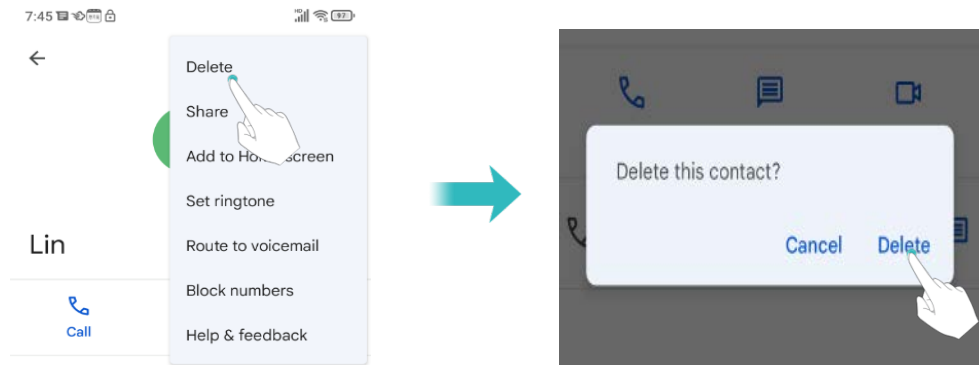 7:45
97
Delete
Share
Add to Home screen
Set ringtone
Lin
Route to voicemail
Block numbers
Call
Help & feedback
Delete this contact?
Cancel Delete